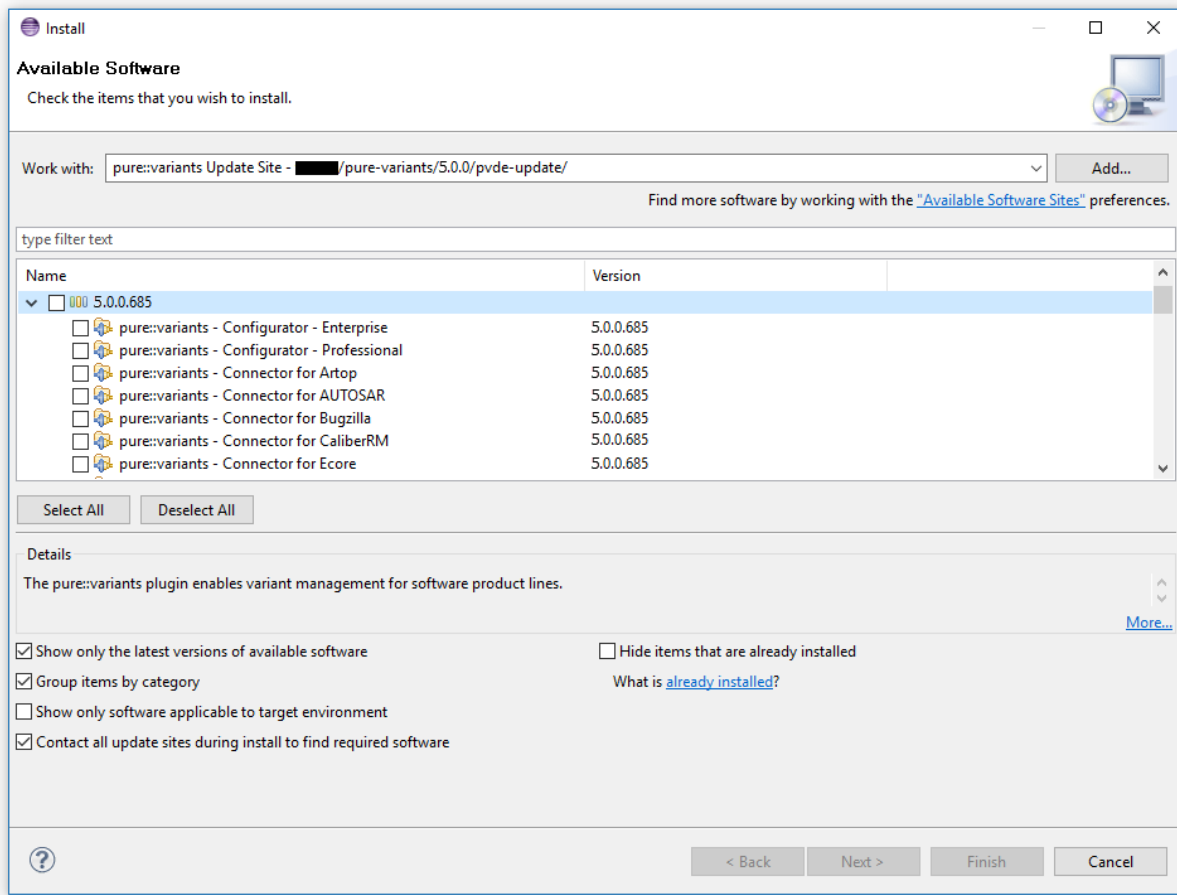 Install
Available Software
Check the items that you wish to install.
Work with: pure::variants Update Site - /pure-variants/5.0.0/pvde-update/ Add...
Find more software by working with the "Available Software Sites" preferences.
type filter text
Name Version
5.0.0.685
pure::variants - Configurator - Enterprise 5.0.0.685
pure::variants - Configurator - Professional 5.0.0.685
pure::variants - Connector for Artop 5.0.0.685
pure::variants - Connector for AUTOSAR 5.0.0.685
pure::variants - Connector for Bugzilla 5.0.0.685
pure::variants - Connector for CaliberRM 5.0.0.685
pure::variants - Connector for Ecore 5.0.0.685
Select All Deselect All
Details
The pure::variants plugin enables variant management for software product lines.
More...
Show only the latest versions of available software Hide items that are already installed
Group items by category What is already installed?
Show only software applicable to target environment
Contact all update sites during install to find required software
? < Back Next > Finish Cancel